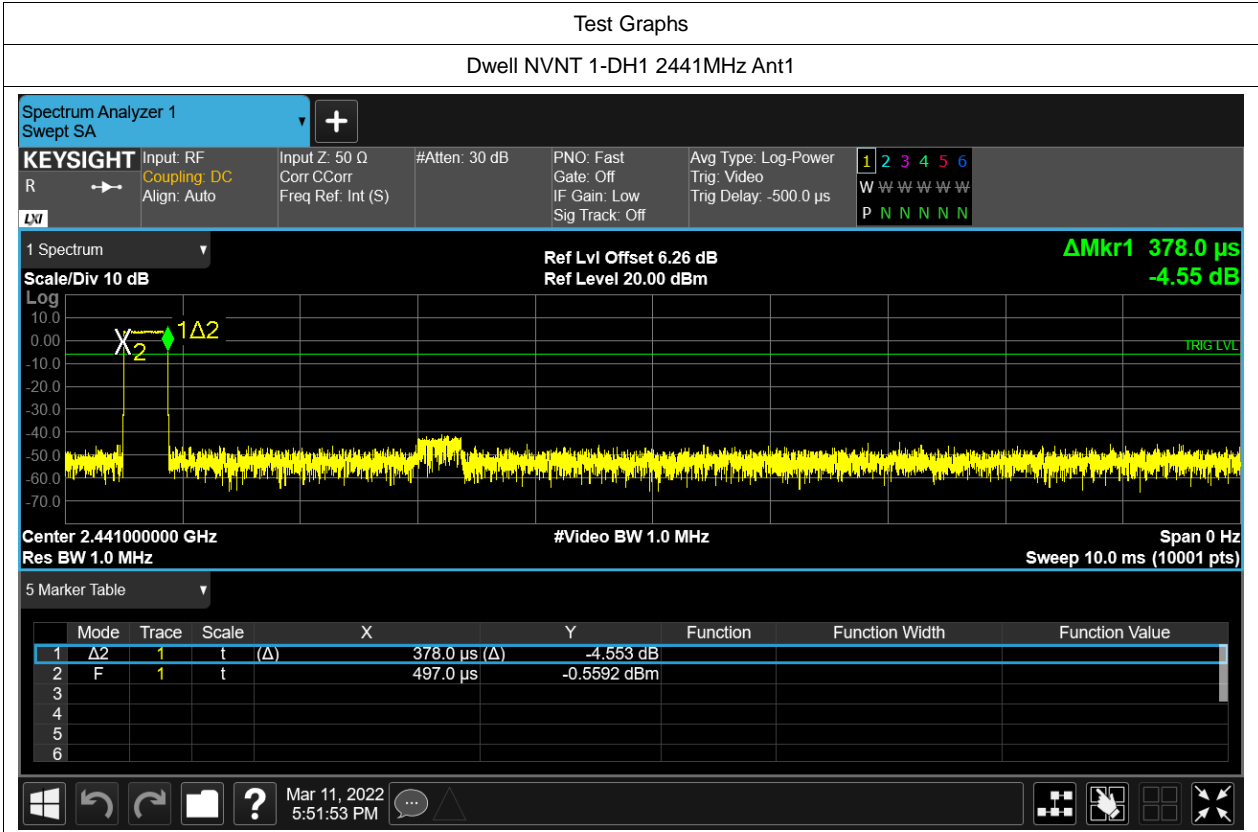 Test Graphs
Dwell NVNT 1-DH1 2441MHz Ant1
Spectrum Analyzer 1
Swept SA
KEYSIGHT Input: RF Input Z: 50 Ω #Atten: 30 dB PNO: Fast Avg Type: Log-Power 1 2 3 4 5 6
R Coupling: DC Corr CCorr Gate: Off Trig: Video W W W W W W
Align: Auto Freq Ref: Int (S) IF Gain: Low Trig Delay: -500.0 µs
LXI Sig Track: Off P N N N N N
1 Spectrum Ref Lvl Offset 6.26 dB ΔMkr1 378.0 µs
Scale/Div 10 dB Ref Level 20.00 dBm -4.55 dB
Log
10.0 1Δ2
0.00 X 2 TRIG LVL
-10.0
-20.0
-30.0
-40.0
-50.0
-60.0
-70.0
Center 2.441000000 GHz #Video BW 1.0 MHz Span 0 Hz
Res BW 1.0 MHz Sweep 10.0 ms (10001 pts)
5 Marker Table
Mode Trace Scale X Y Function Function Width Function Value
1 Δ2 1 t (Δ) 378.0 µs (Δ) -4.553 dB
2 F 1 t 497.0 µs -0.5592 dBm
3
4
5
6
? Mar 11, 2022
5:51:53 PM